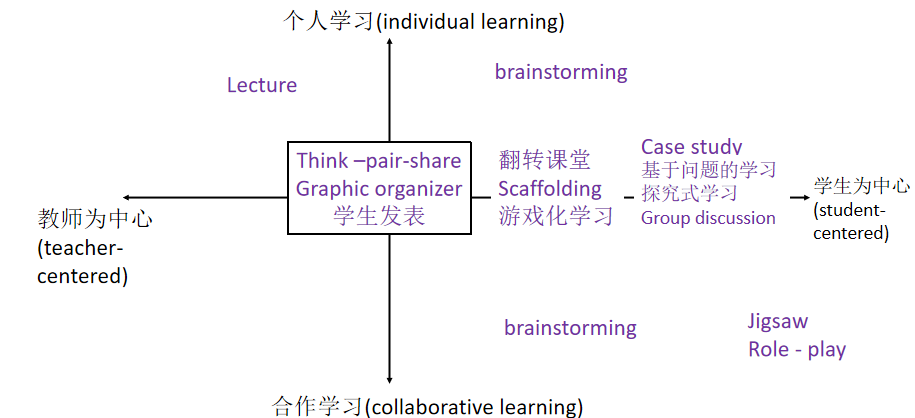 个人学习(individual learning)
brainstorming
Lecture
Think –pair-share
Graphic organizer
学生发表
翻转课堂
Scaffolding
游戏化学习
Case study
基于问题的学习
探究式学习
Group discussion
学生为中心
(student-
centered)
教师为中心
(teacher-
centered)
brainstorming
Jigsaw
Role - play
合作学习(collaborative learning)